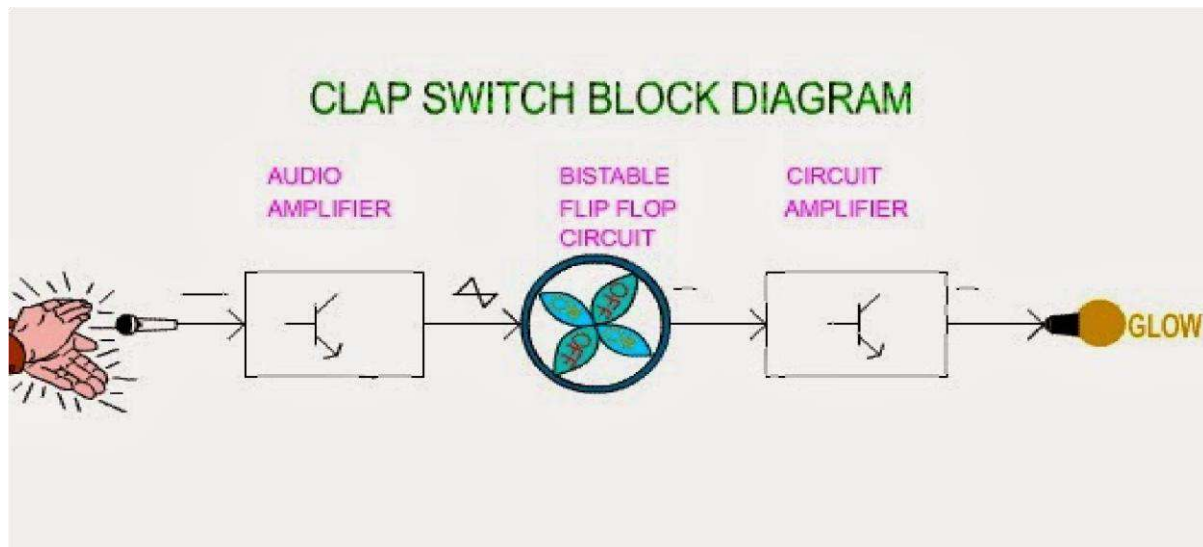 CLAP SWITCH BLOCK DIAGRAM
AUDIO
AMPLIFIER
BISTABLE
FLIP FLOP
CIRCUIT
CIRCUIT
AMPLIFIER
OFF
OFF
GLOW